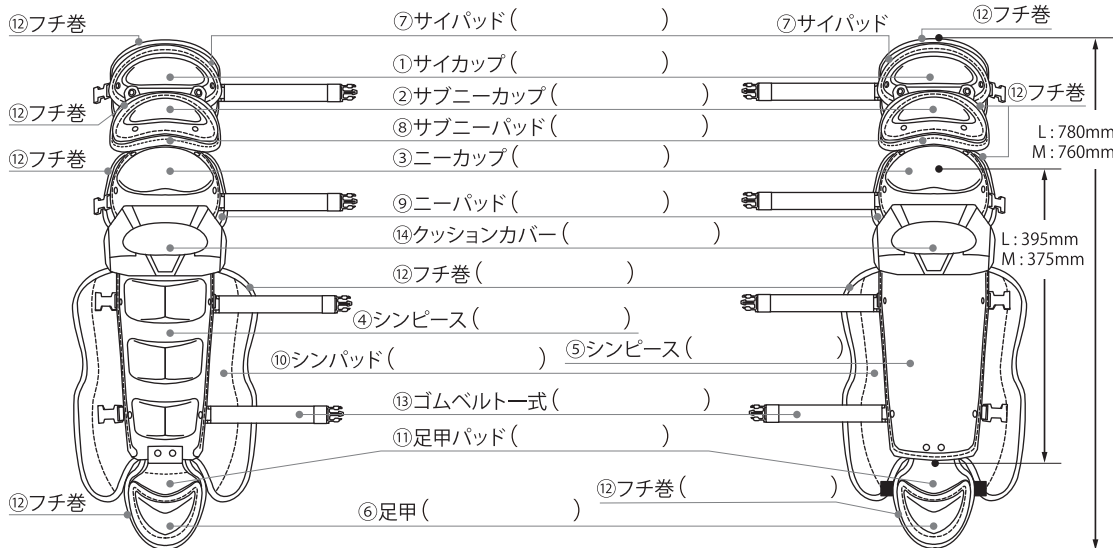 ⑫フチ巻
⑦サイパッド (　　　　　　　)
⑦サイパッド
⑫フチ巻
①サイカップ (　　　　　　　)
②サブニーカップ (　　　　　　　)
⑫フチ巻
⑫フチ巻
⑧サブニーパッド (　　　　　　　)
L : 780mm
M : 760mm
⑫フチ巻
③ニーカップ (　　　　　　　)
⑨ニーパッド (　　　　　　　)
⑭クッションカバー (　　　　　　　)
L : 395mm
M : 375mm
⑫フチ巻 (　　　　　　　)
④シンピース (　　　　　　　)
⑤シンピース (　　　　　　　)
⑩シンパッド (　　　　　　　)
⑬ゴムベルト一式 (　　　　　　　)
⑪足甲パッド (　　　　　　　)
⑫フチ巻
⑫フチ巻 (　　　　　　　)
⑥足甲 (　　　　　　　)